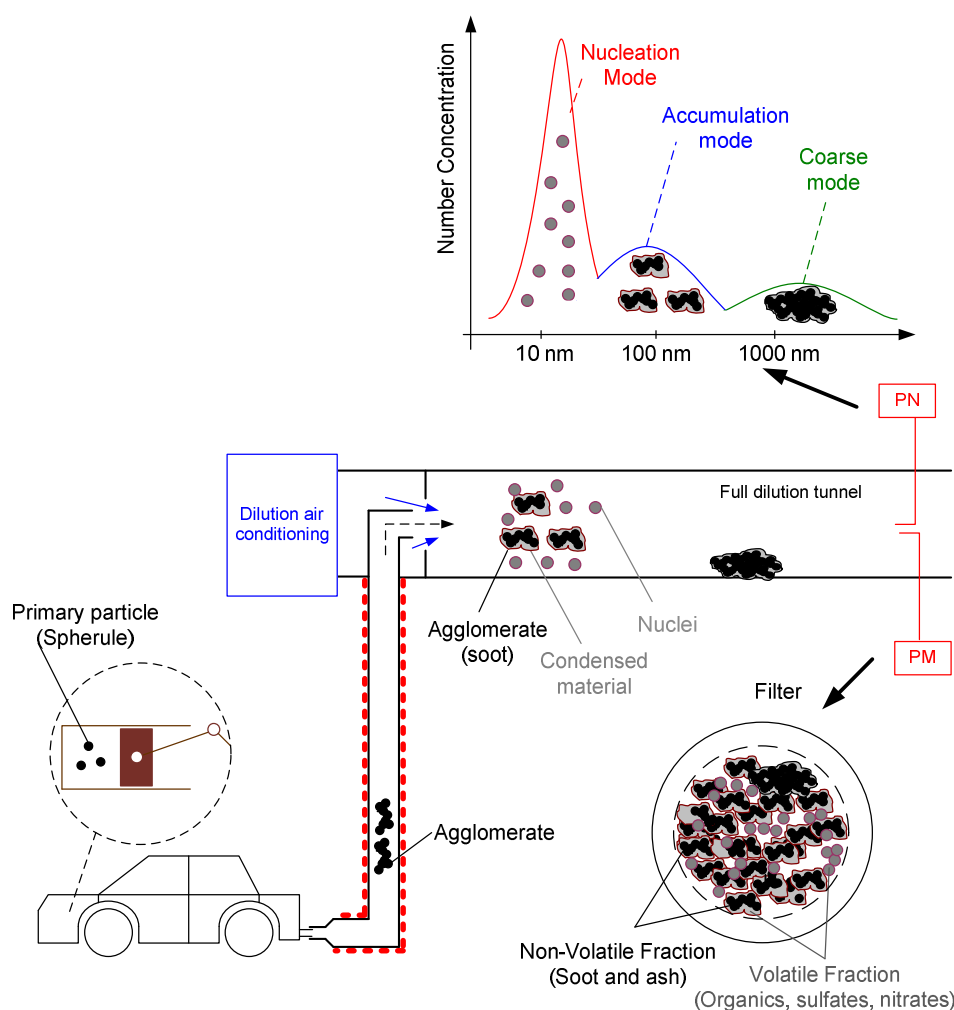 Nucleation
Mode
Accumulation
mode
Coarse
mode
Number Concentration
10 nm
100 nm
1000 nm
PN
Dilution air
conditioning
Full dilution tunnel
Primary particle
(Spherule)
Agglomerate
(soot)
Nuclei
Condensed
material
PM
Filter
Agglomerate
Non-Volatile Fraction
(Soot and ash)
Volatile Fraction
(Organics, sulfates, nitrates)